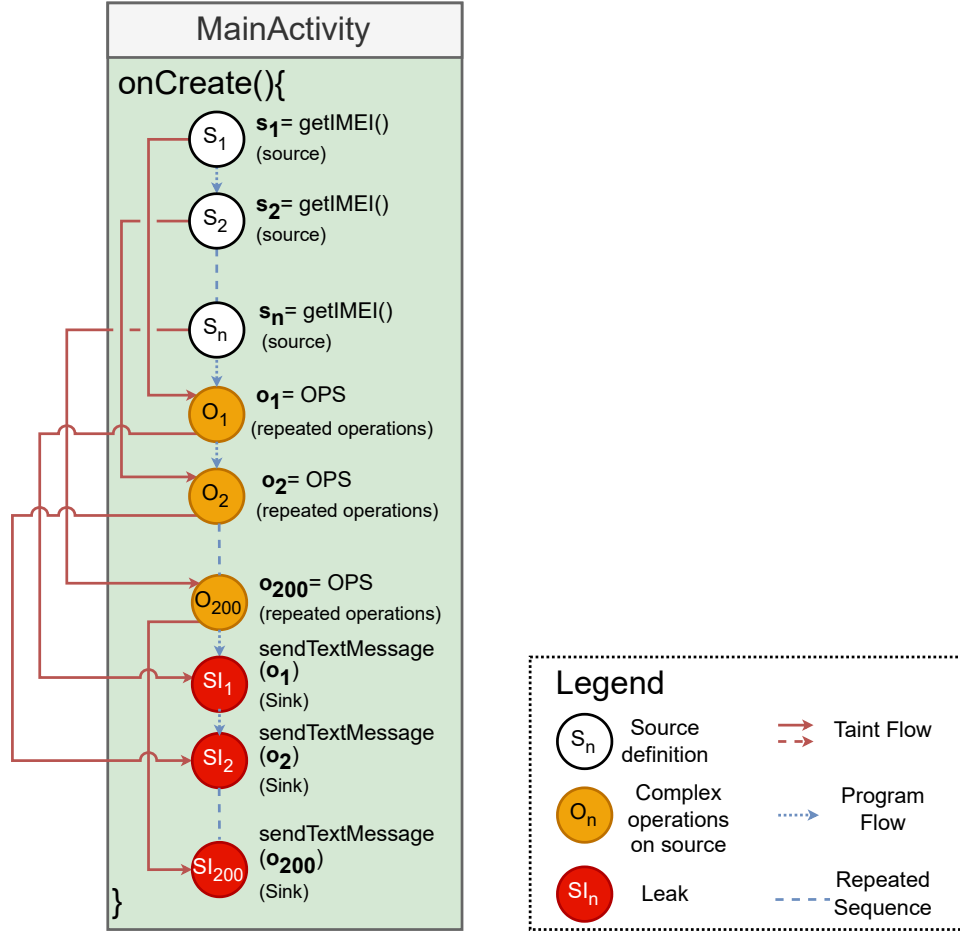 MainActivity
onCreate(){
S1
s1= getIMEI()
(source)
S2
s2= getIMEI()
(source)
Sn
sn= getIMEI()
(source)
O1
o1= OPS
(repeated operations)
O2
o2= OPS
(repeated operations)
O200
o200= OPS
(repeated operations)
SI1
sendTextMessage
(o1)
(Sink)
SI2
sendTextMessage
(o2)
(Sink)
SI200
sendTextMessage
(o200)
(Sink)
}
Legend
Sn
Source
definition
Taint Flow
On
Complex
operations
on source
Program
Flow
SIn
Leak
Repeated
Sequence